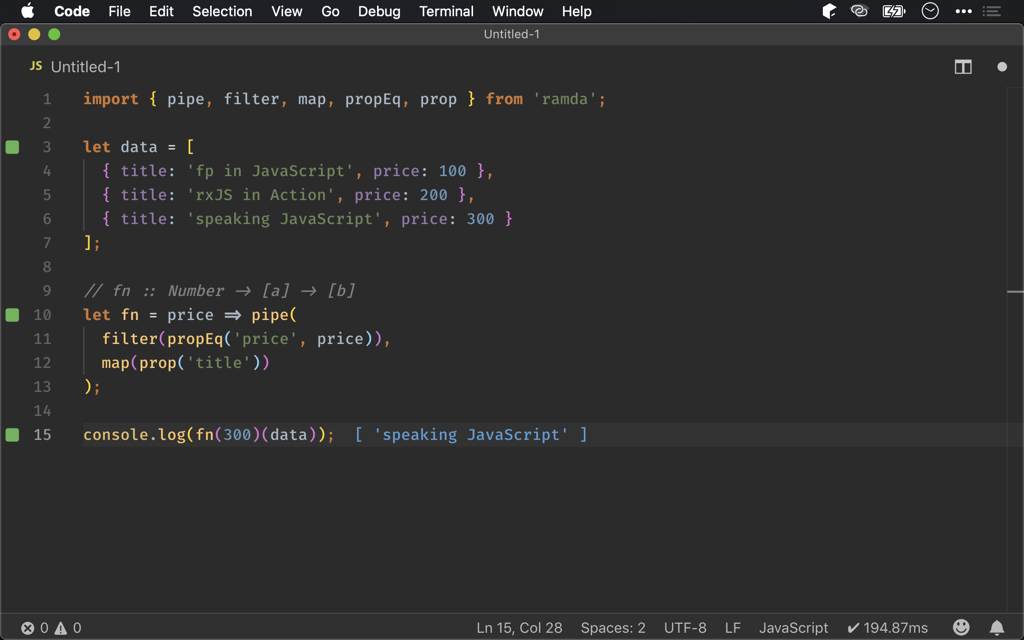 Code File Edit Selection View Go Debug Terminal Window Help
Untitled-1
JS Untitled-1
1 import { pipe, filter, map, propEq, prop } from 'ramda';
2
3 let data = [
4 { title: 'fp in JavaScript', price: 100 },
5 { title: 'rxJS in Action', price: 200 },
6 { title: 'speaking JavaScript', price: 300 }
7 ];
8
9 // fn :: Number → [a] → [b]
10 let fn = price ⇒ pipe(
11 filter(propEq('price', price)),
12 map(prop('title'))
13 );
14
15 console.log(fn(300)(data)); [ 'speaking JavaScript' ]
0 0 Ln 15, Col 28 Spaces: 2 UTF-8 LF JavaScript ✔ 194.87ms